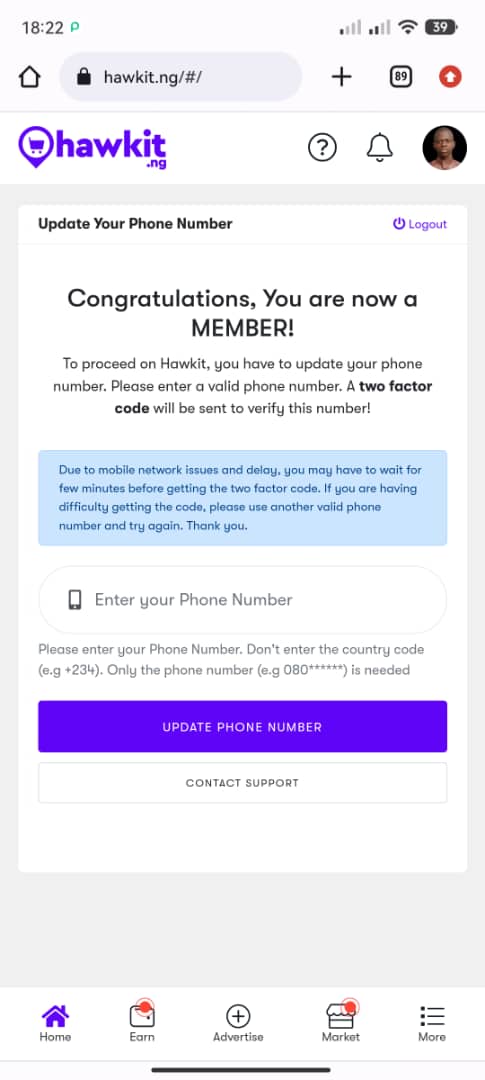 18:22
39
hawkit.ng/#/
89
hawkit
.ng
Update Your Phone Number
Logout
Congratulations, You are now a
MEMBER!
To proceed on Hawkit, you have to update your phone
number. Please enter a valid phone number. A two factor
code will be sent to verify this number!
Due to mobile network issues and delay, you may have to wait for
few minutes before getting the two factor code. If you are having
difficulty getting the code, please use another valid phone
number and try again. Thank you.
Enter your Phone Number
Please enter your Phone Number. Don't enter the country code
(e.g +234). Only the phone number (e.g 080******) is needed
UPDATE PHONE NUMBER
CONTACT SUPPORT
Home
Earn
Advertise
Market
More